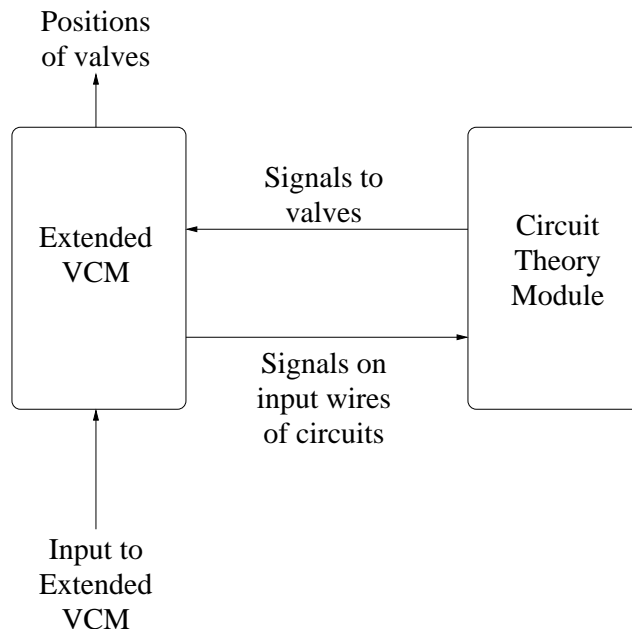 Positions
of valves
Extended
VCM
Signals to
valves
Circuit
Theory
Module
Signals on
input wires
of circuits
Input to
Extended
VCM